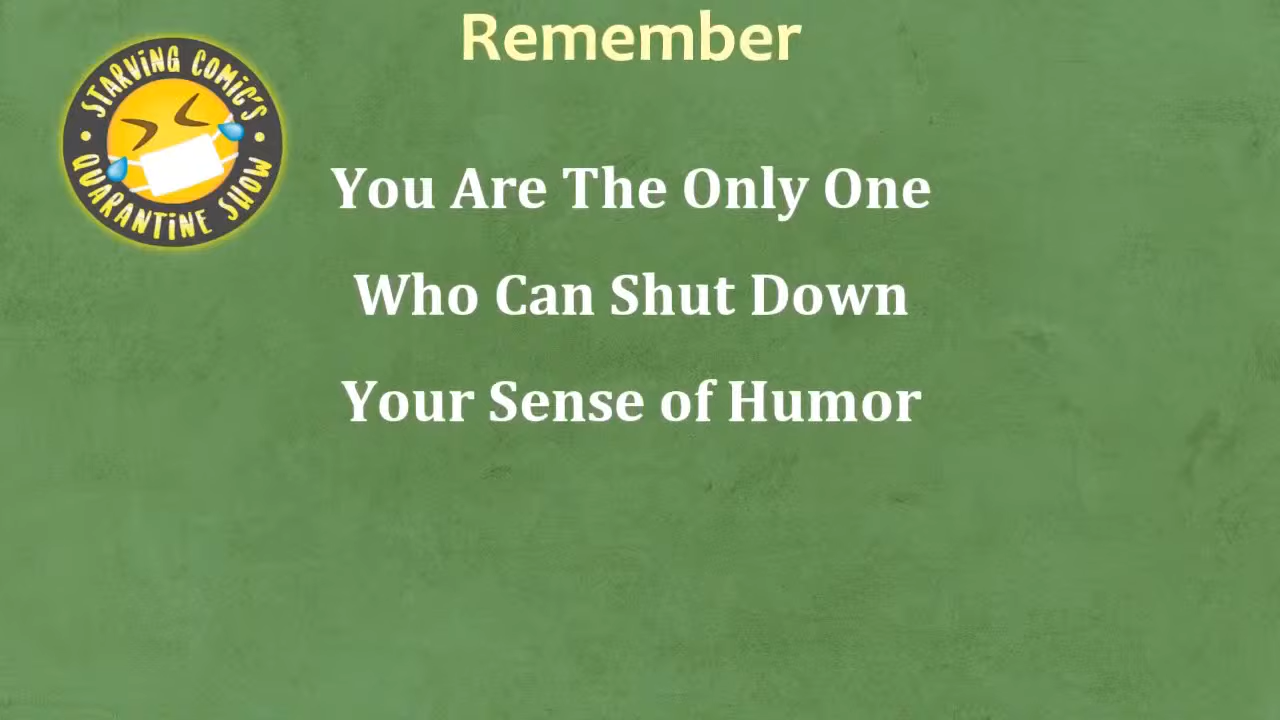 Remember
STARViNG COMiC'S
QUARANTiNE SHOW
You Are The Only One
Who Can Shut Down
Your Sense of Humor